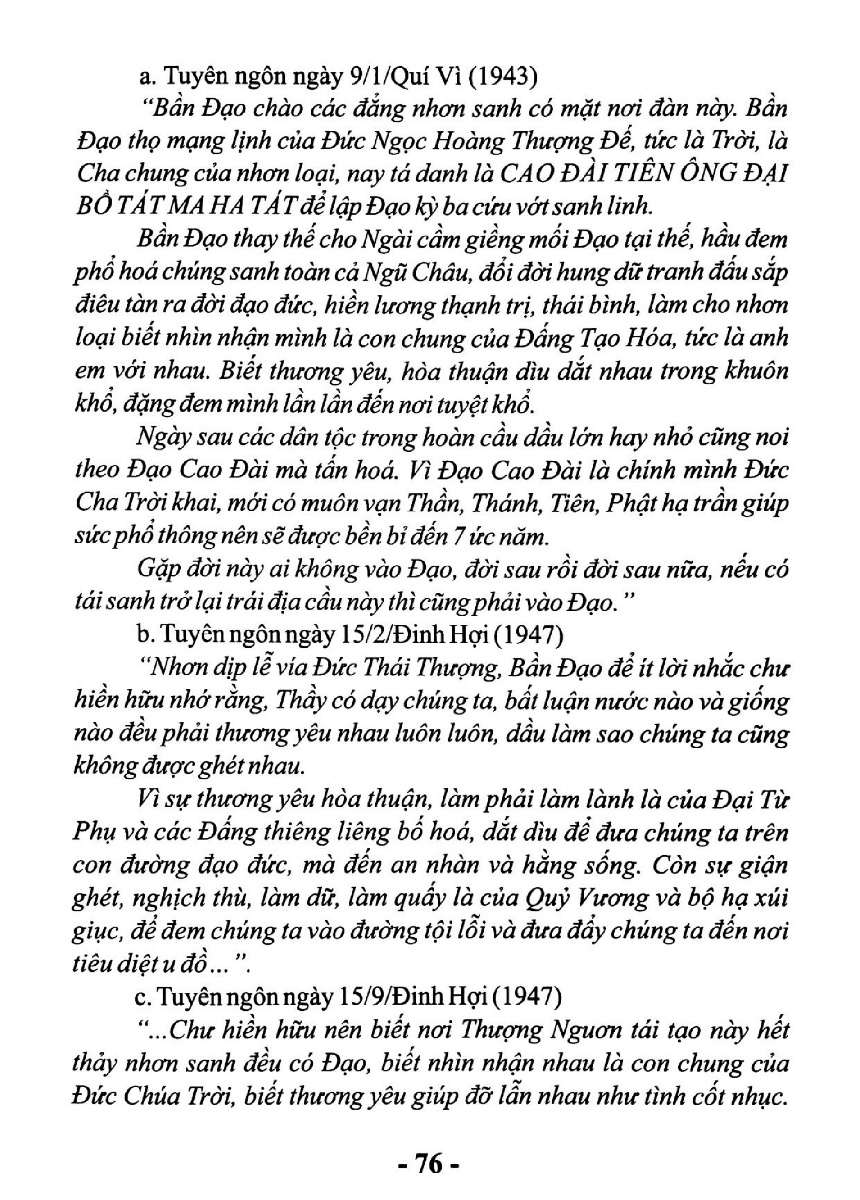 a. Tuyên ngôn ngày 9/1/Quí Vì (1943)
“Bần Đạo chào các đẳng nhơn sanh có mặt nơi đàn này. Bần
Đạo thọ mạng lịnh của Đức Ngọc Hoàng Thượng Đế, tức là Trời, là
Cha chung của nhơn loại, nay tá danh là CAO ĐÀI TIÊN ÔNG ĐẠI
BỒ TÁT MA HA TÁT để lập Đạo kỳ ba cứu vớt sanh linh.
Bần Đạo thay thế cho Ngài cầm giềng mối Đạo tại thế, hầu đem
phổ hoá chúng sanh toàn cả Ngũ Châu, đổi đời hung dữ tranh đấu sắp
điêu tàn ra đời đạo đức, hiền lương thạnh trị, thái bình, làm cho nhơn
loại biết nhìn nhận mình là con chung của Đấng Tạo Hóa, tức là anh
em với nhau. Biết thương yêu, hòa thuận dìu dắt nhau trong khuôn
khổ, đặng đem mình lần lần đến nơi tuyệt khổ.
Ngày sau các dân tộc trong hoàn cầu dầu lớn hay nhỏ cũng noi
theo Đạo Cao Đài mà tấn hoá. Vì Đạo Cao Đài là chính mình Đức
Cha Trời khai, mới có muôn vạn Thần, Thánh, Tiên, Phật hạ trần giúp
sức phổ thông nên sẽ được bền bỉ đến 7 ức năm.
Gặp đời này ai không vào Đạo, đời sau rồi đời sau nữa, nếu có
tái sanh trở lại trái địa cầu này thì cũng phải vào Đạo. ”
b. Tuyên ngôn ngày 15/2/Đinh Hợi (1947)
“Nhơn dịp lễ vía Đức Thái Thượng, Bần Đạo để ít lời nhắc chư
hiền hữu nhớ rằng, Thầy có dạy chúng ta, bất luận nước nào và giống
nào đều phải thương yêu nhau luôn luôn, dầu làm sao chúng ta cũng
không được ghét nhau.
Vì sự thương yêu hòa thuận, làm phải làm lành là của Đại Từ
Phụ và các Đấng thiêng liêng bố hoá, dắt dìu để đưa chúng ta trên
con đường đạo đức, mà đến an nhàn và hằng sống. Còn sự giận
ghét, nghịch thù, làm dữ, làm quấy là của Quỷ Vương và bộ hạ xúi
giục, để đem chúng ta vào đường tội lỗi và đưa đẩy chúng ta đến nơi
tiêu diệt u đồ... ”.
c. Tuyên ngôn ngày 15/9/Đinh Hợi (1947)
“...Chư hiền hữu nên biết nơi Thượng Nguơn tái tạo này hết
thảy nhơn sanh đều có Đạo, biết nhìn nhận nhau là con chung của
Đức Chúa Trời, biết thương yêu giúp đỡ lẫn nhau như tình cốt nhục.
- 76 -